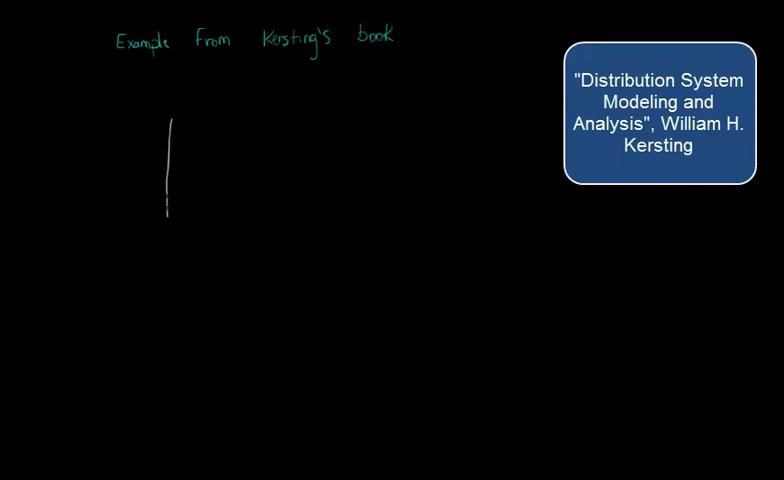 Example from Kersting's book
"Distribution System
Modeling and
Analysis", William H.
Kersting